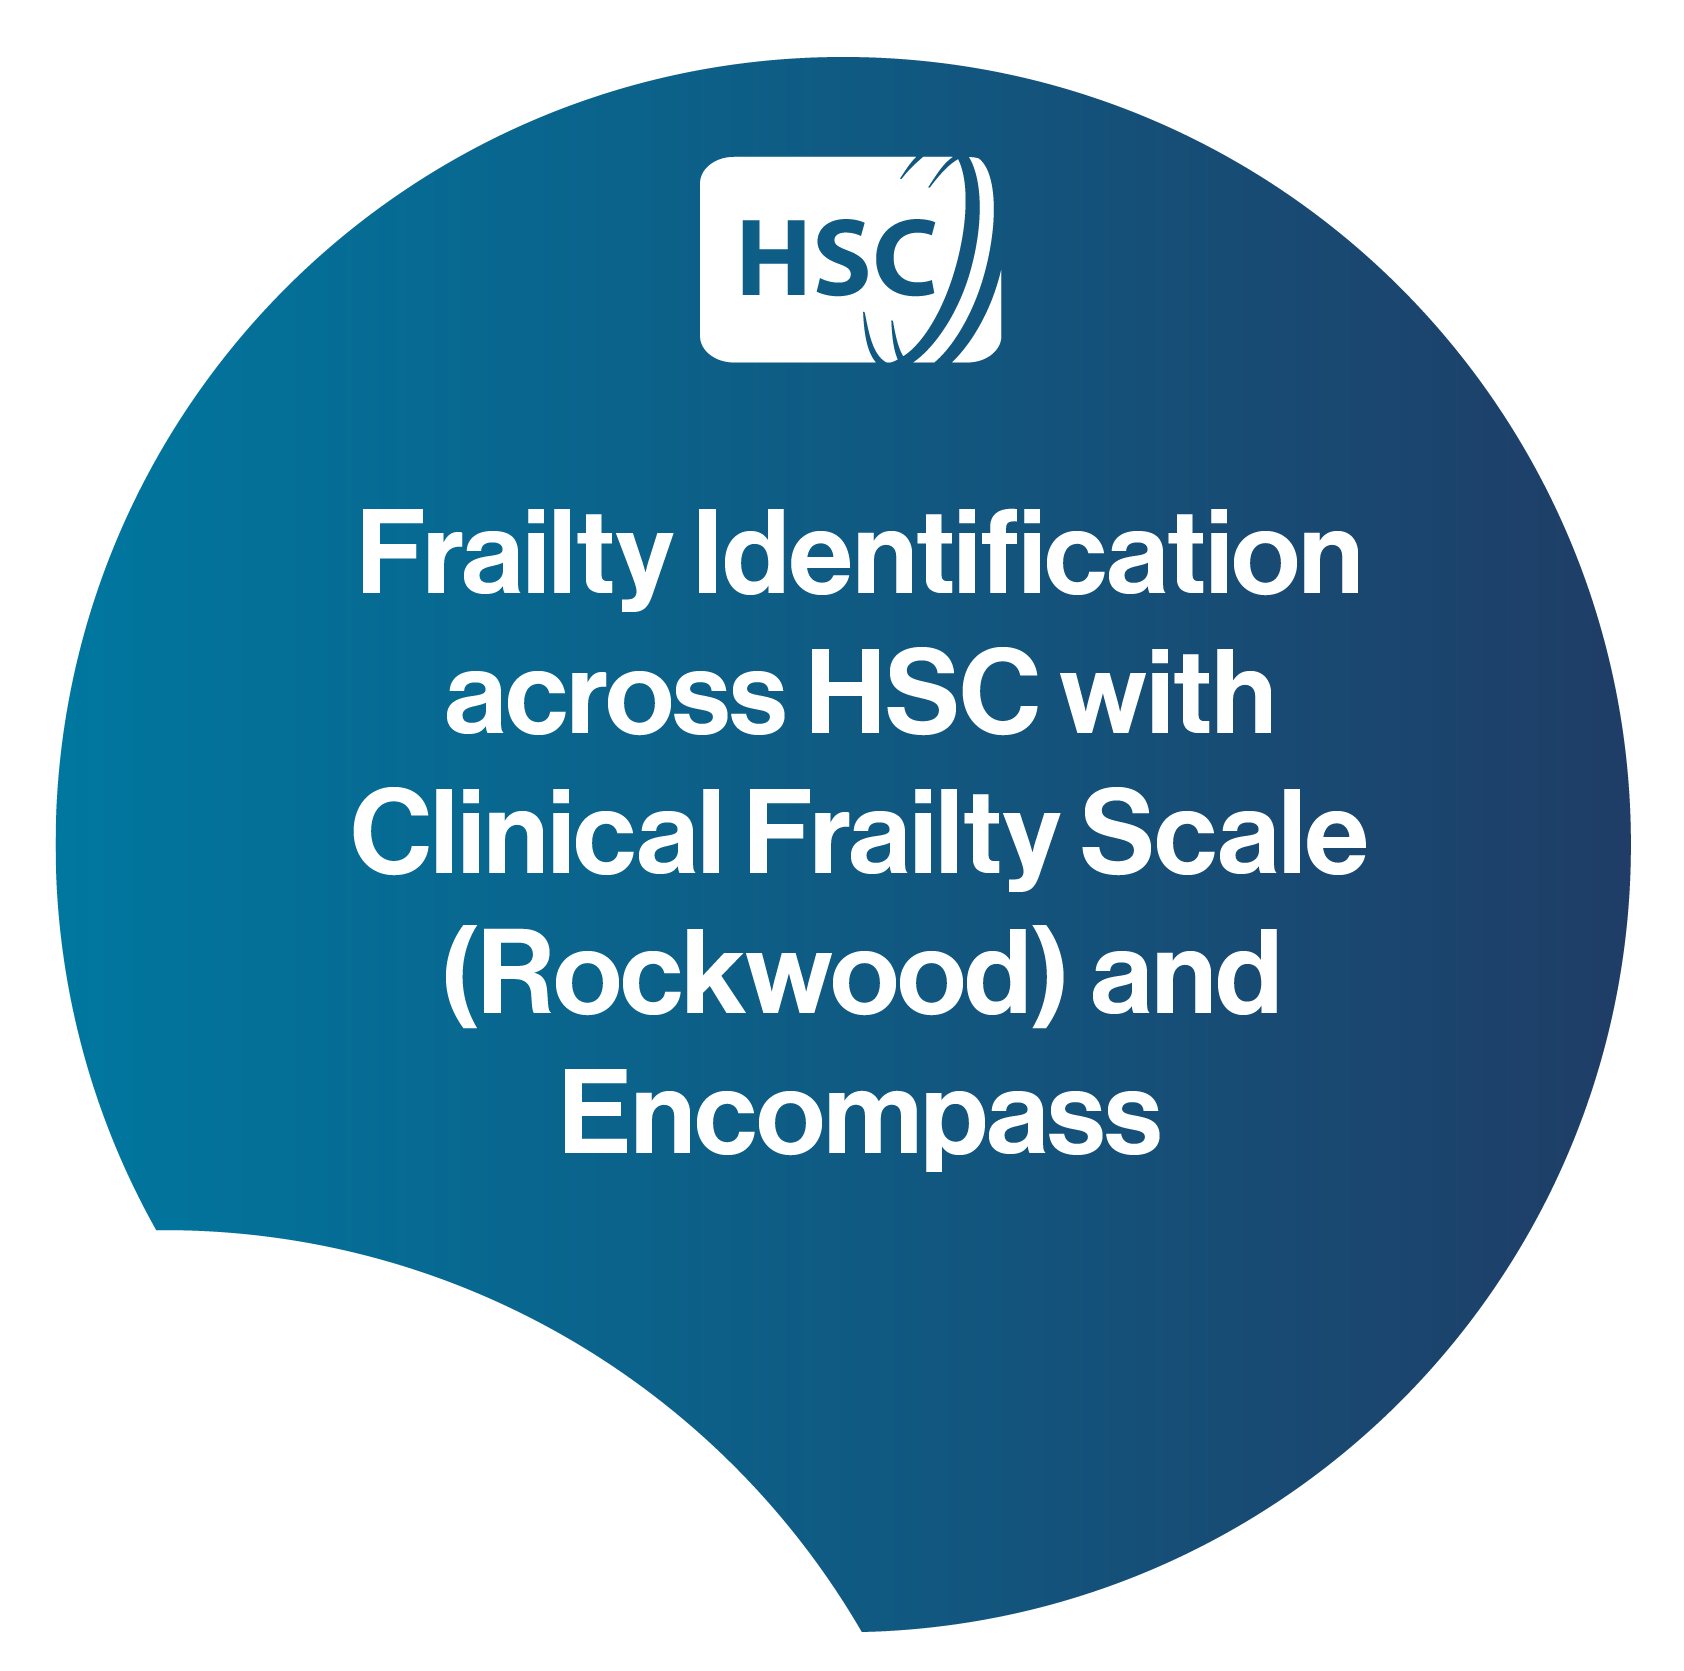 HSC
Frailty Identification
across HSC with
Clinical Frailty Scale
(Rockwood) and
Encompass